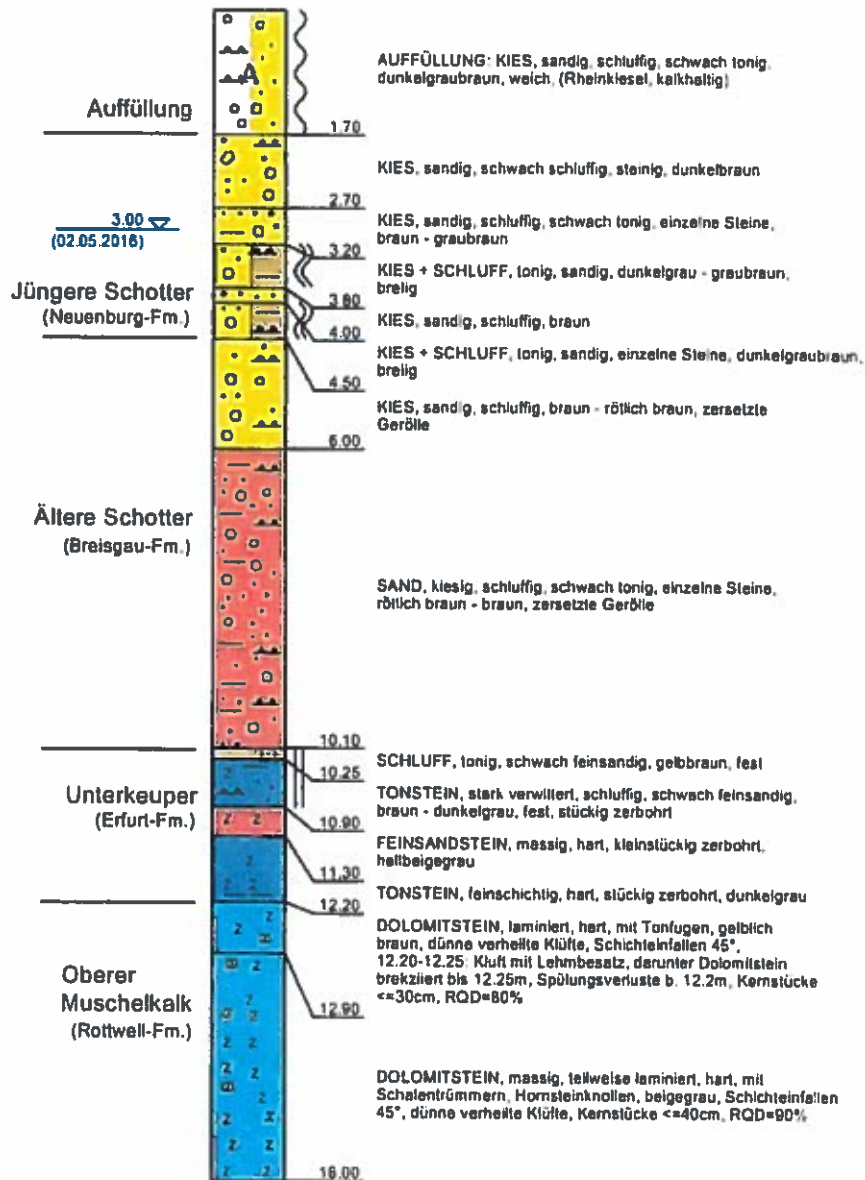 AUFFÜLLUNG: KIES, sandig, schluffig, schwach tonig,
dunkelgraubraun, weich, (Rheinkiesel, kalkhaltig)
A
Auffüllung
1.70
KIES, sandig, schwach schluffig, steinig, dunkelbraun
2.70
3.00
(02.05.2016)
KIES, sandig, schluffig, schwach tonig, einzelne Steine,
braun - graubraun
3.20
KIES + SCHLUFF, tonig, sandig, dunkelgrau - graubraun,
breiig
Jüngere Schotter
(Neuenburg-Fm.)
3.80
KIES, sandig, schluffig, braun
4.00
KIES + SCHLUFF, tonig, sandig, einzelne Steine, dunkelgraubraun,
breiig
4.50
KIES, sandig, schluffig, braun - rötlich braun, zersetzte
Gerölle
6.00
Ältere Schotter
(Breisgau-Fm.)
SAND, kiesig, schluffig, schwach tonig, einzelne Steine,
rötlich braun - braun, zersetzte Gerölle
10.10
SCHLUFF, tonig, schwach feinsandig, gelbbraun, fest
10.25
Unterkeuper
(Erfurt-Fm.)
TONSTEIN, stark verwittert, schluffig, schwach feinsandig,
braun - dunkelgrau, fest, stückig zerbohrt
10.90
FEINSANDSTEIN, massig, hart, kleinstückig zerbohrt,
hellbeigegrau
11.30
TONSTEIN, feinschichtig, hart, stückig zerbohrt, dunkelgrau
12.20
DOLOMITSTEIN, laminiert, hart, mit Tonfugen, gelblich
braun, dünne verheilte Klüfte, Schichteinfallen 45°,
12.20-12.25: Kluft mit Lehmbesatz, darunter Dolomitstein
brekziiert bis 12.25m, Spülungsverluste b. 12.2m, Kernstücke
<=30cm, RQD=80%
Oberer
Muschelkalk
(Rottweil-Fm.)
12.90
DOLOMITSTEIN, massig, teilweise laminiert, hart, mit
Schalentrümmern, Hornsteinknollen, beigegrau, Schichteinfallen
45°, dünne verheilte Klüfte, Kernstücke <=40cm, RQD=90%
16.00